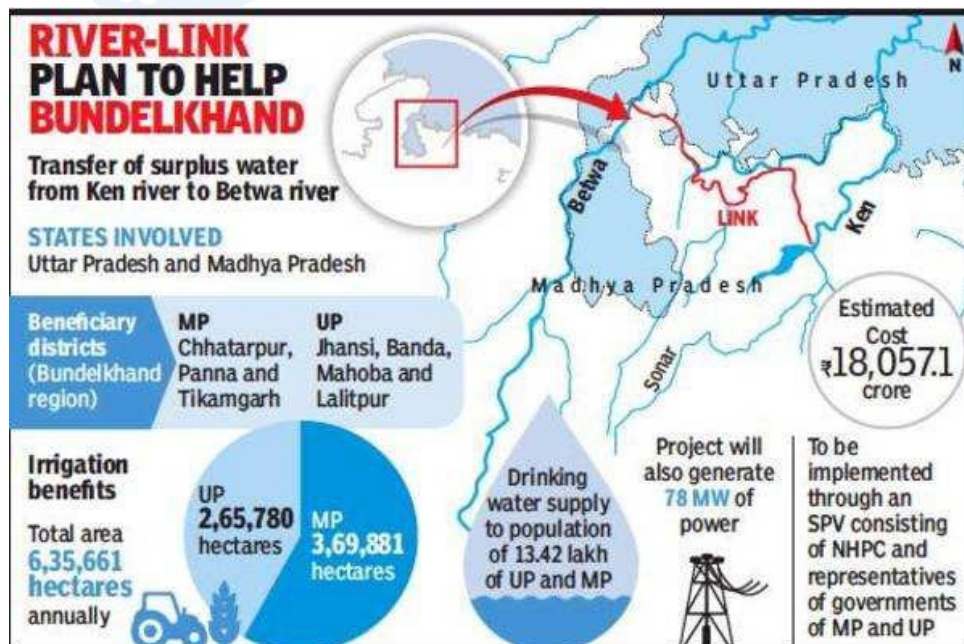 RIVER-LINK
PLAN TO HELP
BUNDELKHAND
Transfer of surplus water
from Ken river to Betwa river
STATES INVOLVED
Uttar Pradesh and Madhya Pradesh
Beneficiary
districts
(Bundelkhand
region)
MP
Chhatarpur,
Panna and
Tikamgarh
UP
Jhansi, Banda,
Mahoba and
Lalitpur
Irrigation
benefits
Total area
6,35,661
hectares
annually
UP
2,65,780
hectares
MP
3,69,881
hectares
N
Uttar Pradesh
Betwa
LINK
Ken
Madhya Pradesh
Sonar
Estimated
Cost
₹18,057.1
crore
Drinking
water supply
to population
of 13.42 lakh
of UP and MP
Project will
also generate
78 MW of
power
To be
implemented
through an
SPV consisting
of NHPC and
representatives
of governments
of MP and UP